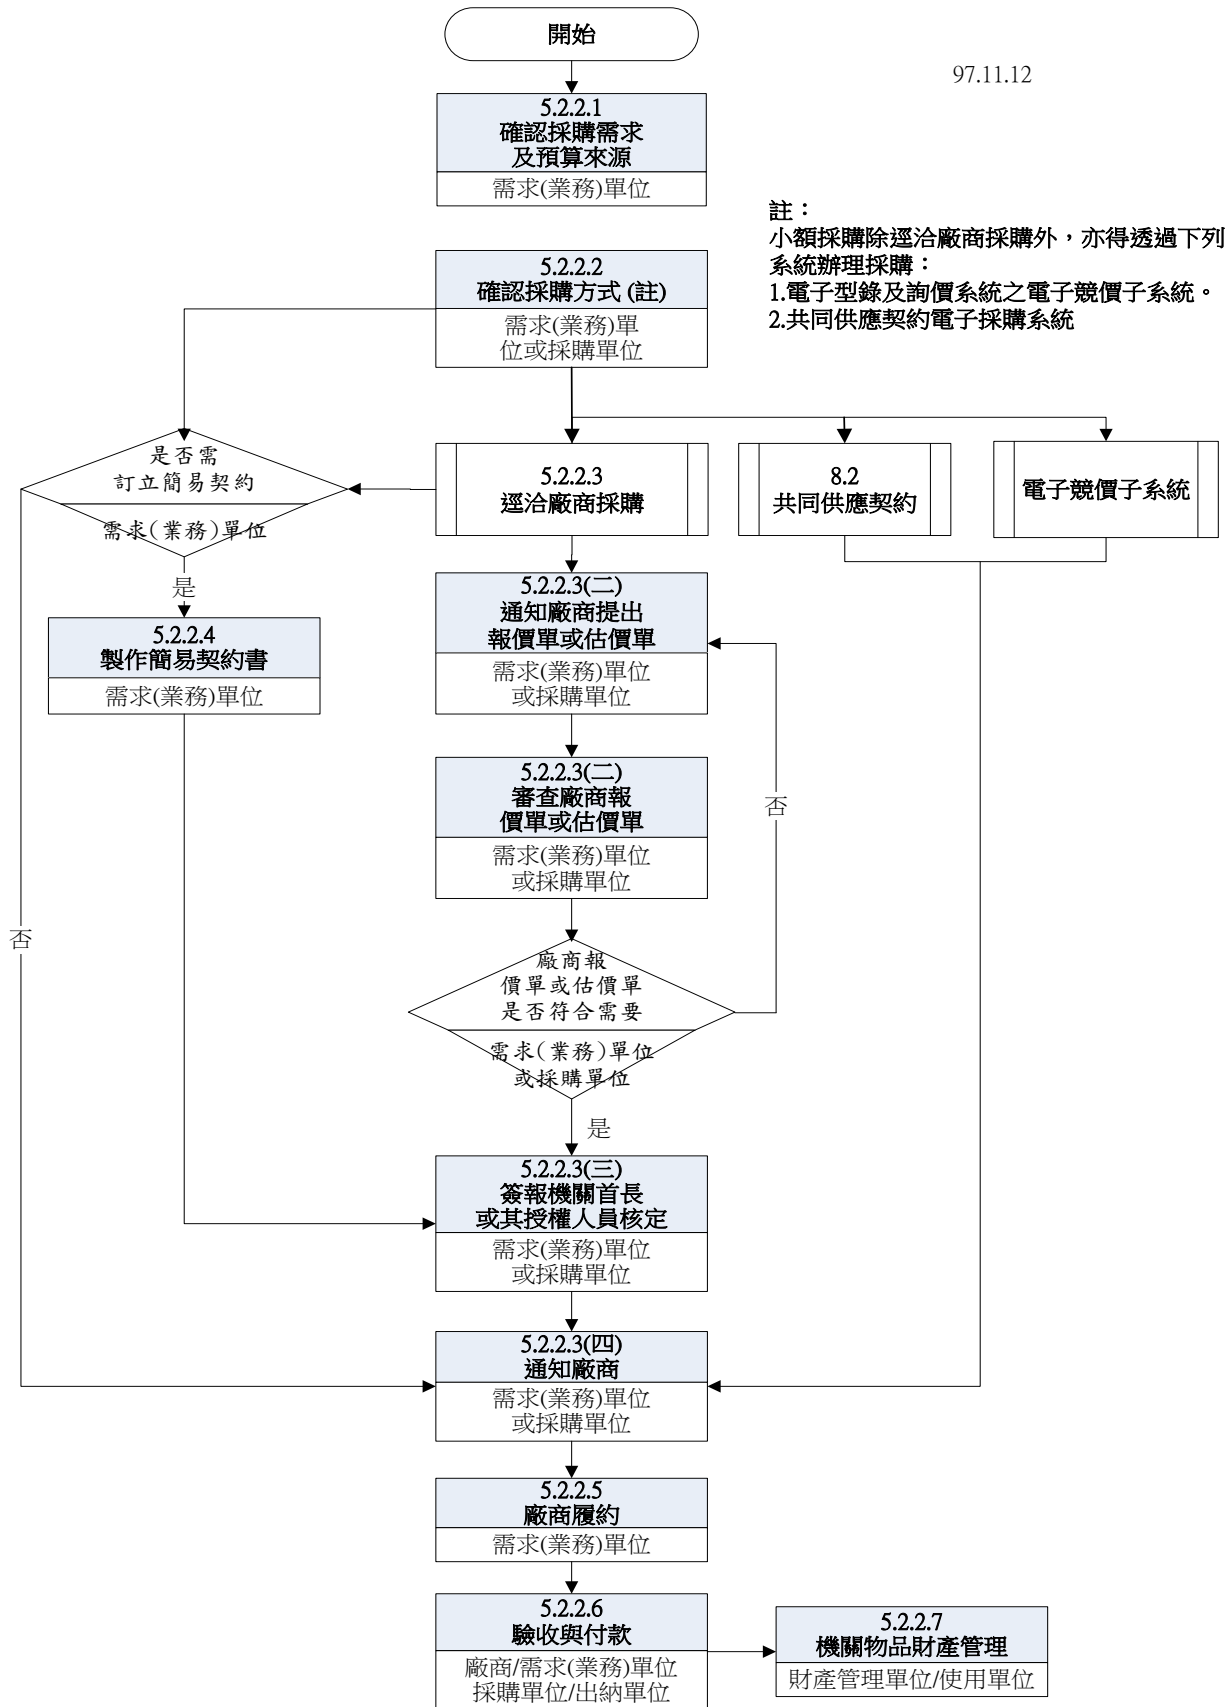 開始
97.11.12
5.2.2.1
確認採購需求
及預算來源
需求(業務)單位
註：
小額採購除逕洽廠商採購外，亦得透過下列
系統辦理採購：
1.電子型錄及詢價系統之電子競價子系統。
2.共同供應契約電子採購系統
5.2.2.2
確認採購方式 (註)
需求(業務)單
位或採購單位
是否需
訂立簡易契約
需求(業務)單位
5.2.2.3
逕洽廠商採購
8.2
共同供應契約
電子競價子系統
是
5.2.2.4
製作簡易契約書
需求(業務)單位
5.2.2.3(二)
通知廠商提出
報價單或估價單
需求(業務)單位
或採購單位
5.2.2.3(二)
審查廠商報
價單或估價單
需求(業務)單位
或採購單位
否
否
廠商報
價單或估價單
是否符合需要
需求(業務)單位
或採購單位
是
5.2.2.3(三)
簽報機關首長
或其授權人員核定
需求(業務)單位
或採購單位
5.2.2.3(四)
通知廠商
需求(業務)單位
或採購單位
5.2.2.5
廠商履約
需求(業務)單位
5.2.2.6
驗收與付款
廠商/需求(業務)單位
採購單位/出納單位
5.2.2.7
機關物品財產管理
財產管理單位/使用單位